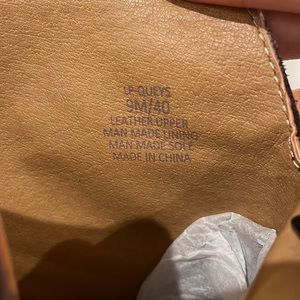 LP-QUEYS
9M/40
LEATHER UPPER
MAN MADE LINING
MAN MADE SOLE
MADE IN CHINA